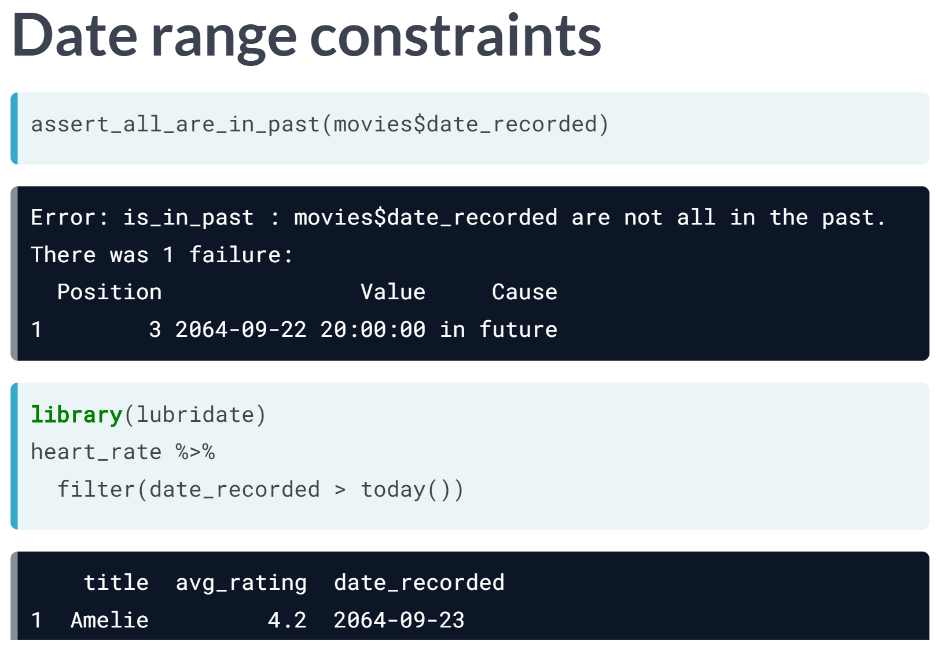 Date range constraints
assert_all_are_in_past(movies$date_recorded)
Error: is_in_past : movies$date_recorded are not all in the past.
There was 1 failure:
  Position               Value     Cause
1        3 2064-09-22 20:00:00 in future
library(lubridate)
heart_rate %>%
  filter(date_recorded > today())
    title  avg_rating  date_recorded
1  Amelie         4.2  2064-09-23